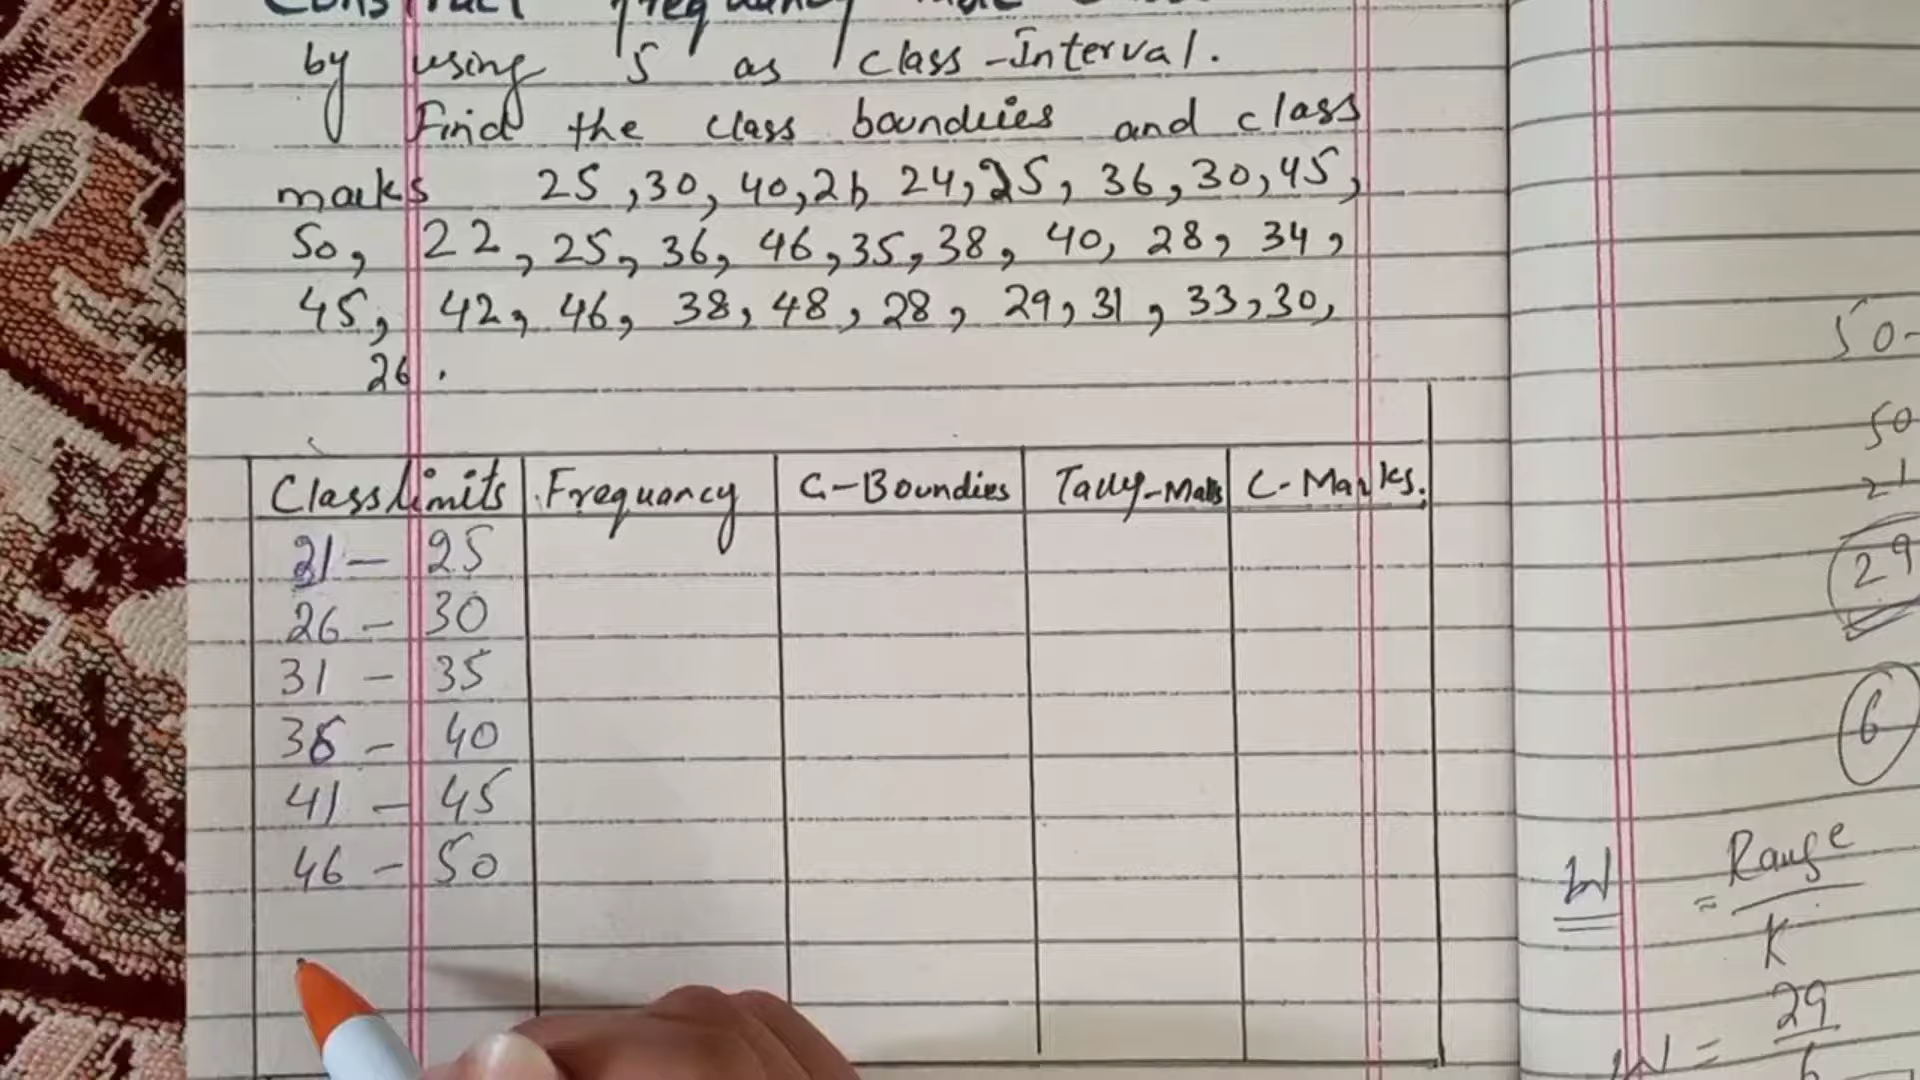 by using 5 as class-Interval.
Find the class boundries and class
marks 25, 30, 40, 26 24, 25, 36, 30, 45,
50, 22, 25, 36, 46, 35, 38, 40, 28, 34,
45, 42, 46, 38, 48, 28, 29, 31, 33, 30,
26.
Class limits Frequancy C-Boundies Tally-Marks C-Marks.
21 - 25
26 - 30
31 - 35
36 - 40
41 - 45
46 - 50
50-
50
21
29
6
W = Range
K
W = 29
6